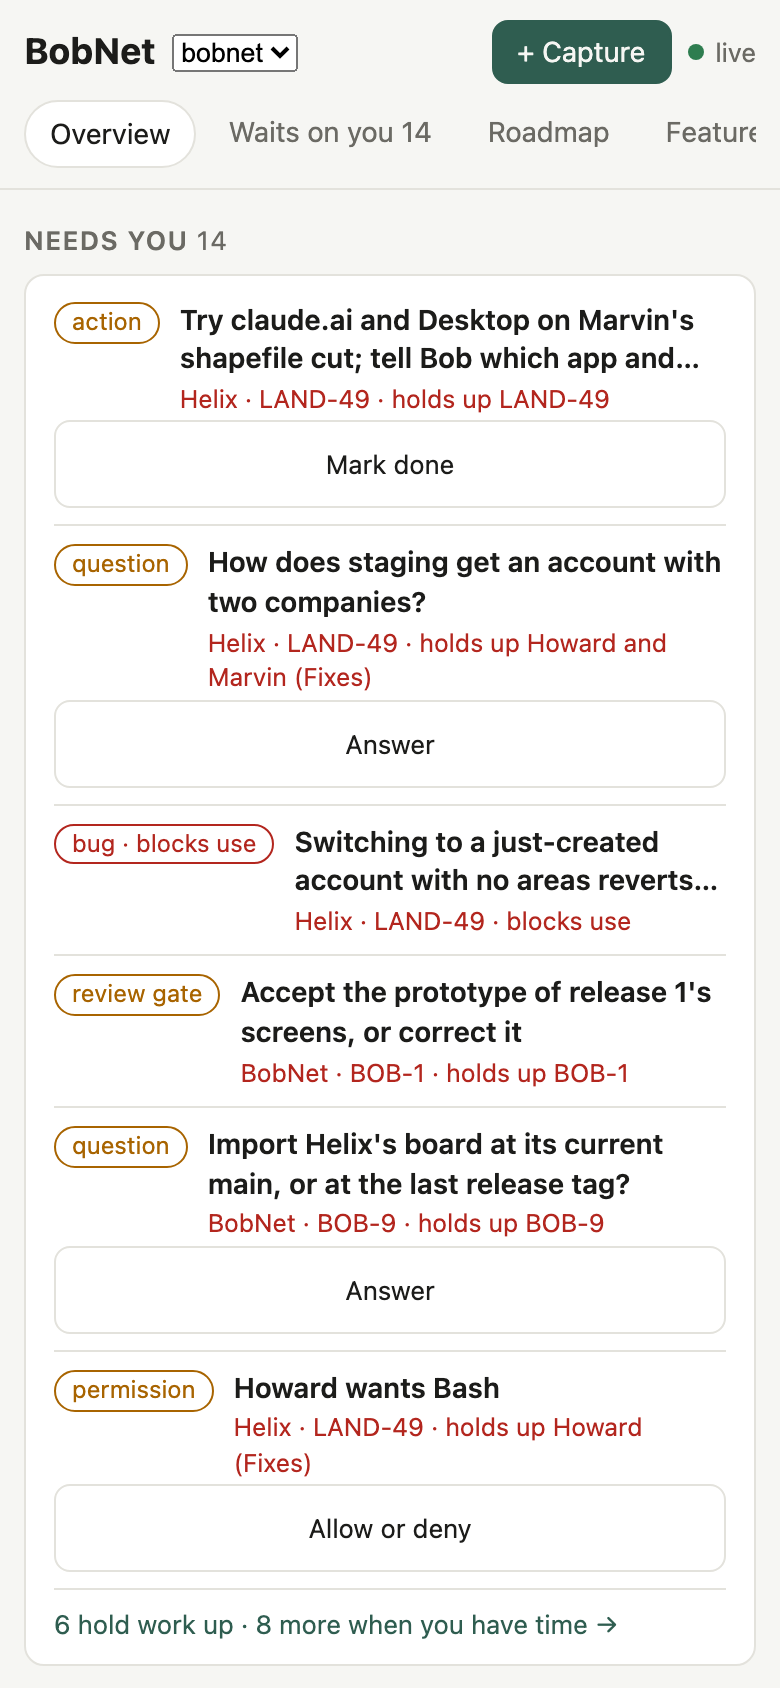 BobNet
bobnet
+ Capture
live
Overview
Waits on you 14
Roadmap
Feature
NEEDS YOU 14
action
Try claude.ai and Desktop on Marvin's
shapefile cut; tell Bob which app and...
Helix · LAND-49 · holds up LAND-49
Mark done
question
How does staging get an account with
two companies?
Helix · LAND-49 · holds up Howard and
Marvin (Fixes)
Answer
bug · blocks use
Switching to a just-created
account with no areas reverts...
Helix · LAND-49 · blocks use
review gate
Accept the prototype of release 1's
screens, or correct it
BobNet · BOB-1 · holds up BOB-1
question
Import Helix's board at its current
main, or at the last release tag?
BobNet · BOB-9 · holds up BOB-9
Answer
permission
Howard wants Bash
Helix · LAND-49 · holds up Howard
(Fixes)
Allow or deny
6 hold work up · 8 more when you have time →